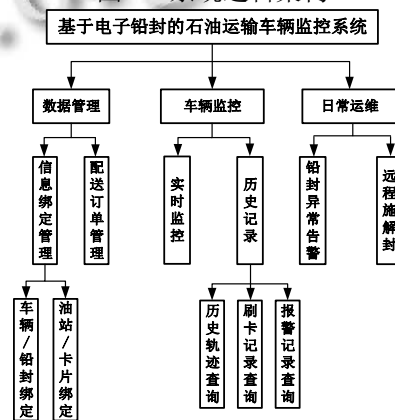 基于电子铅封的石油运输车辆监控系统
数据管理
车辆监控
日常运维
信息绑定管理
配送订单管理
实时监控
历史记录
铅封异常告警
远程施解封
车辆/铅封绑定
油站/卡片绑定
历史轨迹查询
刷卡记录查询
报警记录查询